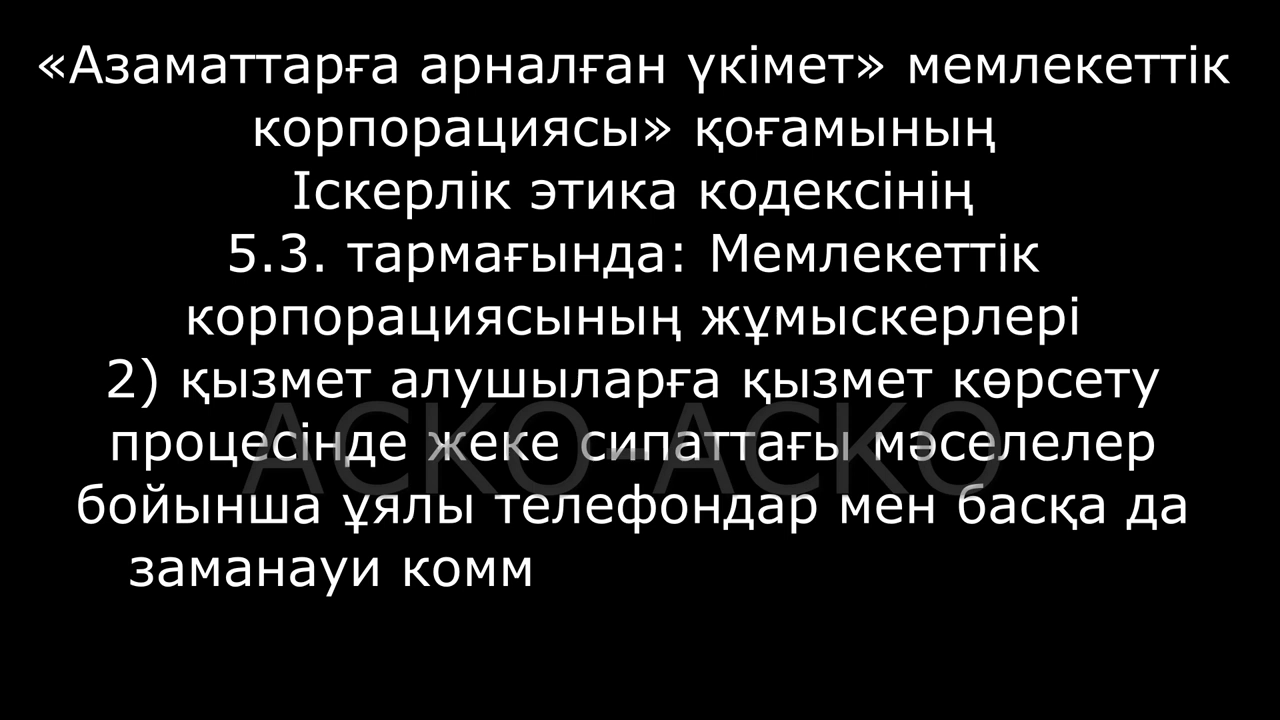 «Азаматтарға арналған үкімет» мемлекеттік
корпорациясы» қоғамының
Іскерлік этика кодексінің
5.3. тармағында: Мемлекеттік
корпорациясының жұмыскерлері
2) қызмет алушыларға қызмет көрсету
процесінде жеке сипаттағы мәселелер
бойынша ұялы телефондар мен басқа да
заманауи комм
АСКО-АСКО